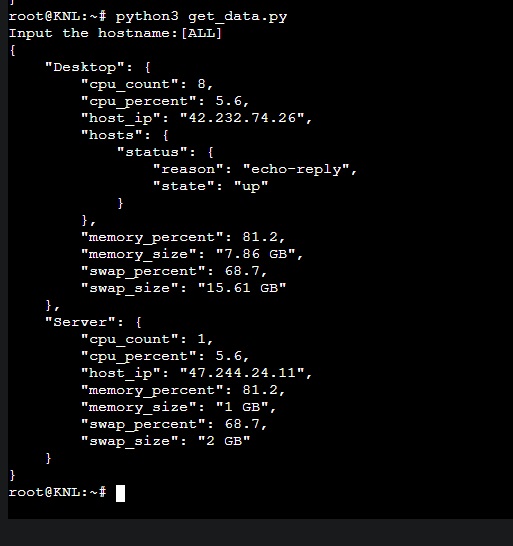 }
root@KNL:~# python3 get_data.py
Input the hostname:[ALL]
{
    "Desktop": {
        "cpu_count": 8,
        "cpu_percent": 5.6,
        "host_ip": "42.232.74.26",
        "hosts": {
            "status": {
                "reason": "echo-reply",
                "state": "up"
            }
        },
        "memory_percent": 81.2,
        "memory_size": "7.86 GB",
        "swap_percent": 68.7,
        "swap_size": "15.61 GB"
    },
    "Server": {
        "cpu_count": 1,
        "cpu_percent": 5.6,
        "host_ip": "47.244.24.11",
        "memory_percent": 81.2,
        "memory_size": "1 GB",
        "swap_percent": 68.7,
        "swap_size": "2 GB"
    }
}
root@KNL:~#